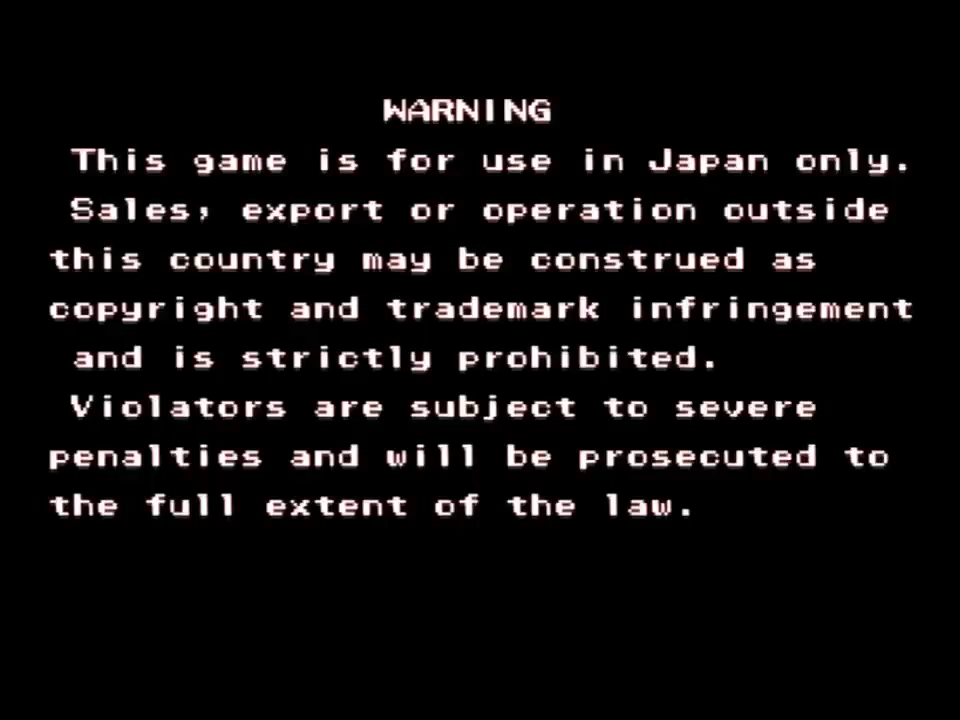 WARNING
This game is for use in Japan only.
Sales, export or operation outside
this country may be construed as
copyright and trademark infringement
and is strictly prohibited.
Violators are subject to severe
penalties and will be prosecuted to
the full extent of the law.